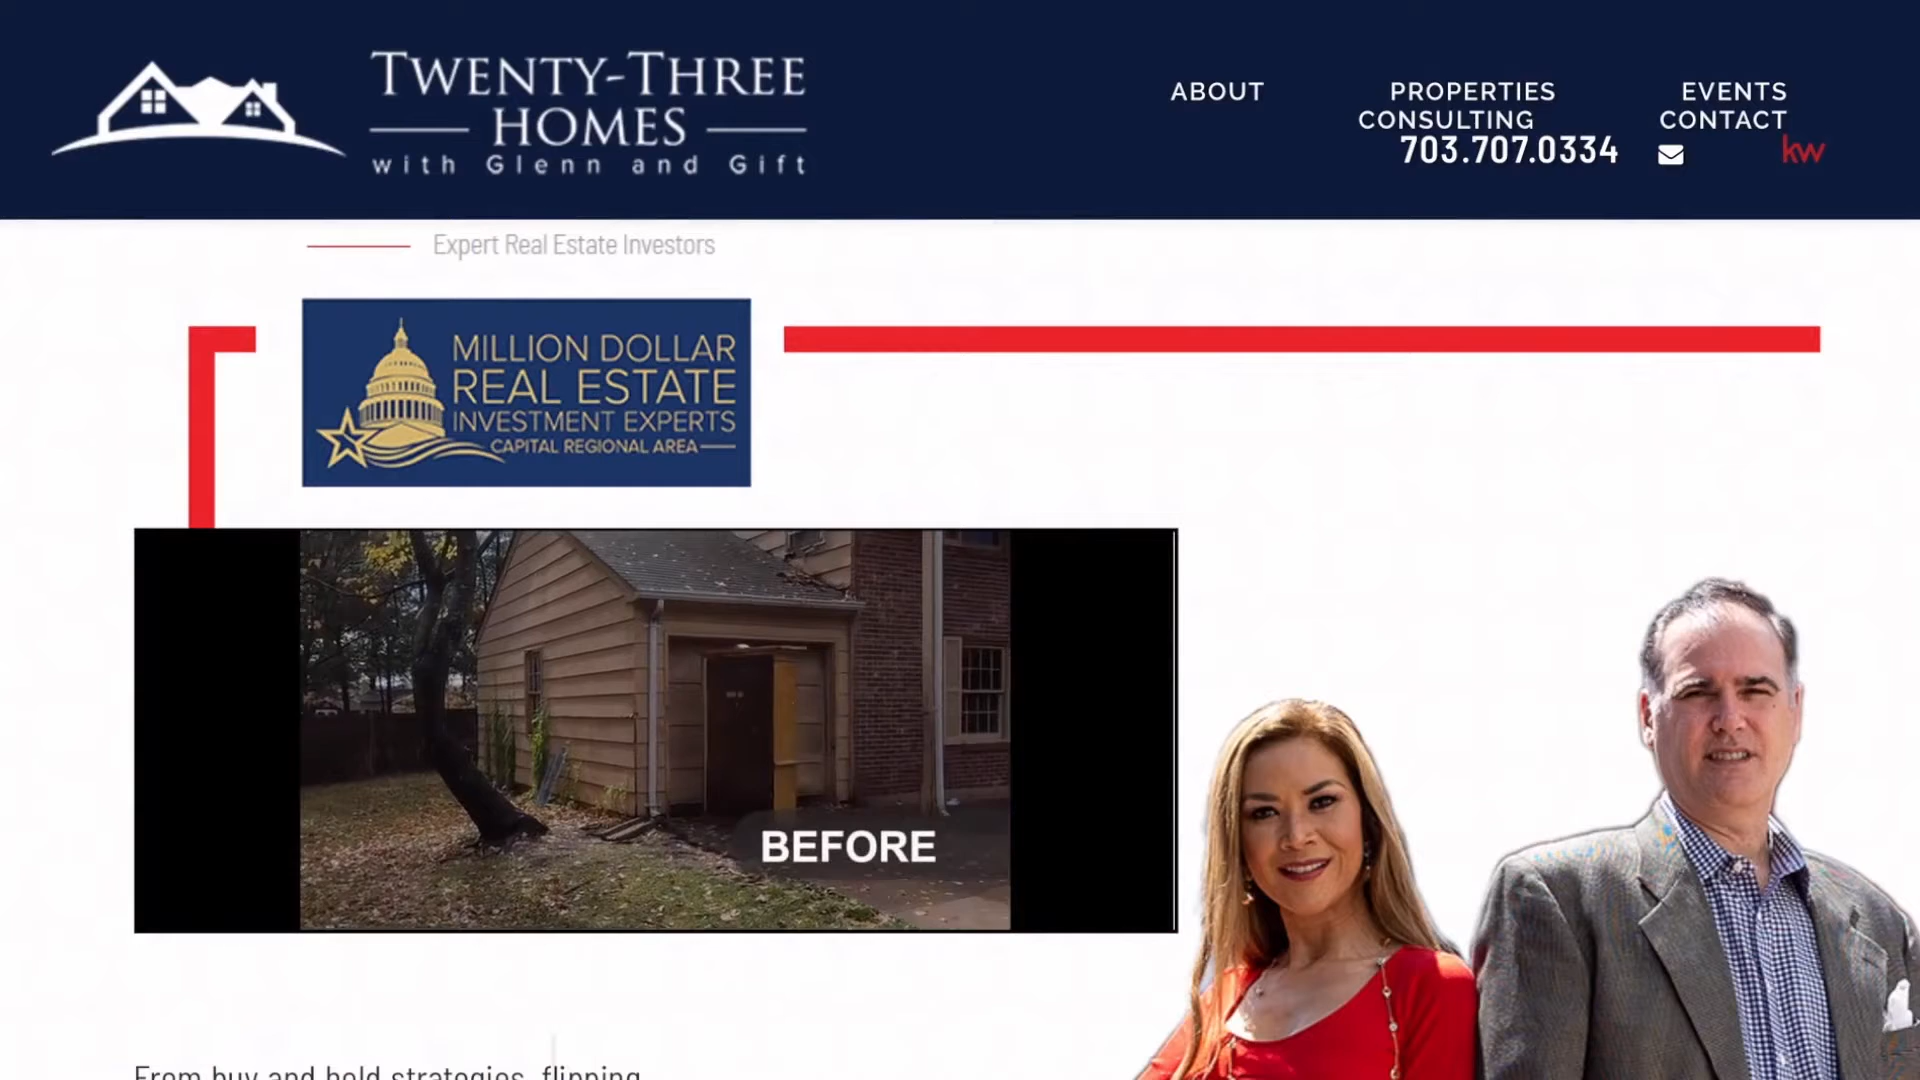 TWENTY-THREE
HOMES
with Glenn and Gift
ABOUT
PROPERTIES
EVENTS
CONSULTING
CONTACT
703.707.0334
kw
Expert Real Estate Investors
MILLION DOLLAR
REAL ESTATE
INVESTMENT EXPERTS
CAPITAL REGIONAL AREA
BEFORE
From buy and hold strategies, flipping